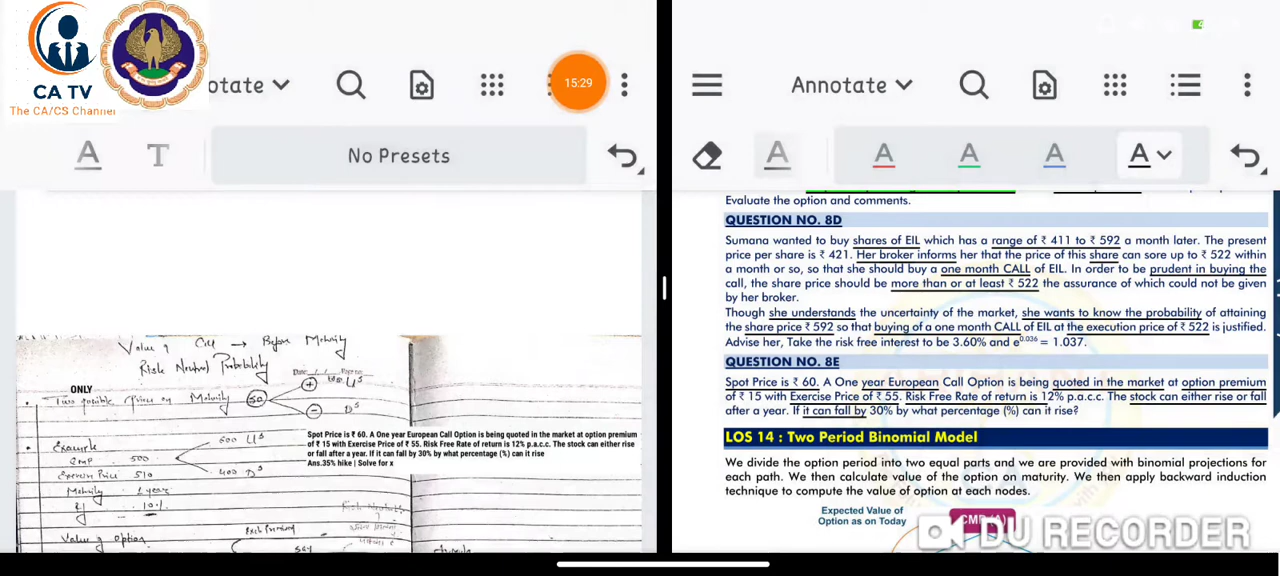 CA TV
The CA/CS Channel
otate
15:29
A
T
No Presets
Value of Call → Before Maturity
Risk Neutral Probability
ONLY
Two possible Prices on Maturity
Spot Price is ₹ 60. A One year European Call Option is being quoted in the market at option premium
of ₹ 15 with Exercise Price of ₹ 55. Risk Free Rate of return is 12% p.a.c.c. The stock can either rise
or fall after a year. If it can fall by 30% by what percentage (%) can it rise
Ans.35% hike | Solve for x
Example
CMP 500
600
400
Exercise Price 510
Maturity 1 year
10%
Value of Option
Annotate
A
A
A
A
A
Evaluate the option and comments.
QUESTION NO. 8D
Sumana wanted to buy shares of EIL which has a range of ₹ 411 to ₹ 592 a month later. The present
price per share is ₹ 421. Her broker informs her that the price of this share can sore up to ₹ 522 within
a month or so, so that she should buy a one month CALL of EIL. In order to be prudent in buying the
call, the share price should be more than or at least ₹ 522 the assurance of which could not be given
by her broker.
Though she understands the uncertainty of the market, she wants to know the probability of attaining
the share price ₹ 592 so that buying of a one month CALL of EIL at the execution price of ₹ 522 is justified.
Advise her, Take the risk free interest to be 3.60% and e0.036 = 1.037.
QUESTION NO. 8E
Spot Price is ₹ 60. A One year European Call Option is being quoted in the market at option premium
of ₹ 15 with Exercise Price of ₹ 55. Risk Free Rate of return is 12% p.a.c.c. The stock can either rise or fall
after a year. If it can fall by 30% by what percentage (%) can it rise?
LOS 14 : Two Period Binomial Model
We divide the option period into two equal parts and we are provided with binomial projections for
each path. We then calculate value of the option on maturity. We then apply backward induction
technique to compute the value of option at each nodes.
Expected Value of
Option as on Today
CMP (A)
DU RECORDER